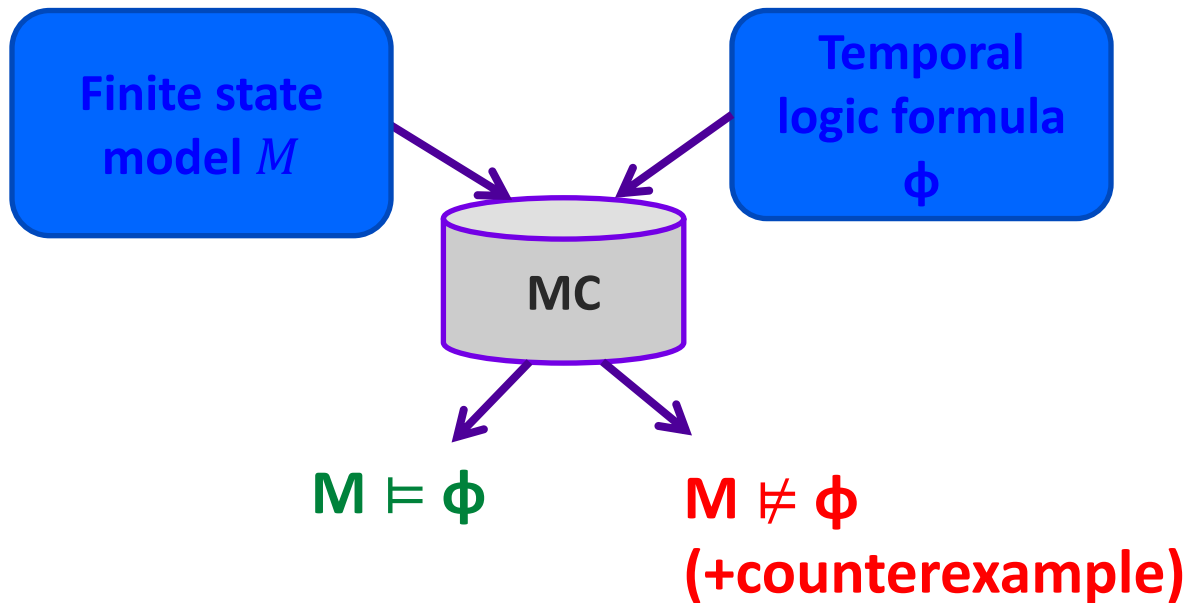 Finite state
model M
Temporal
logic formula
ϕ
MC
M ⊨ ϕ
M ⊭ ϕ
(+counterexample)